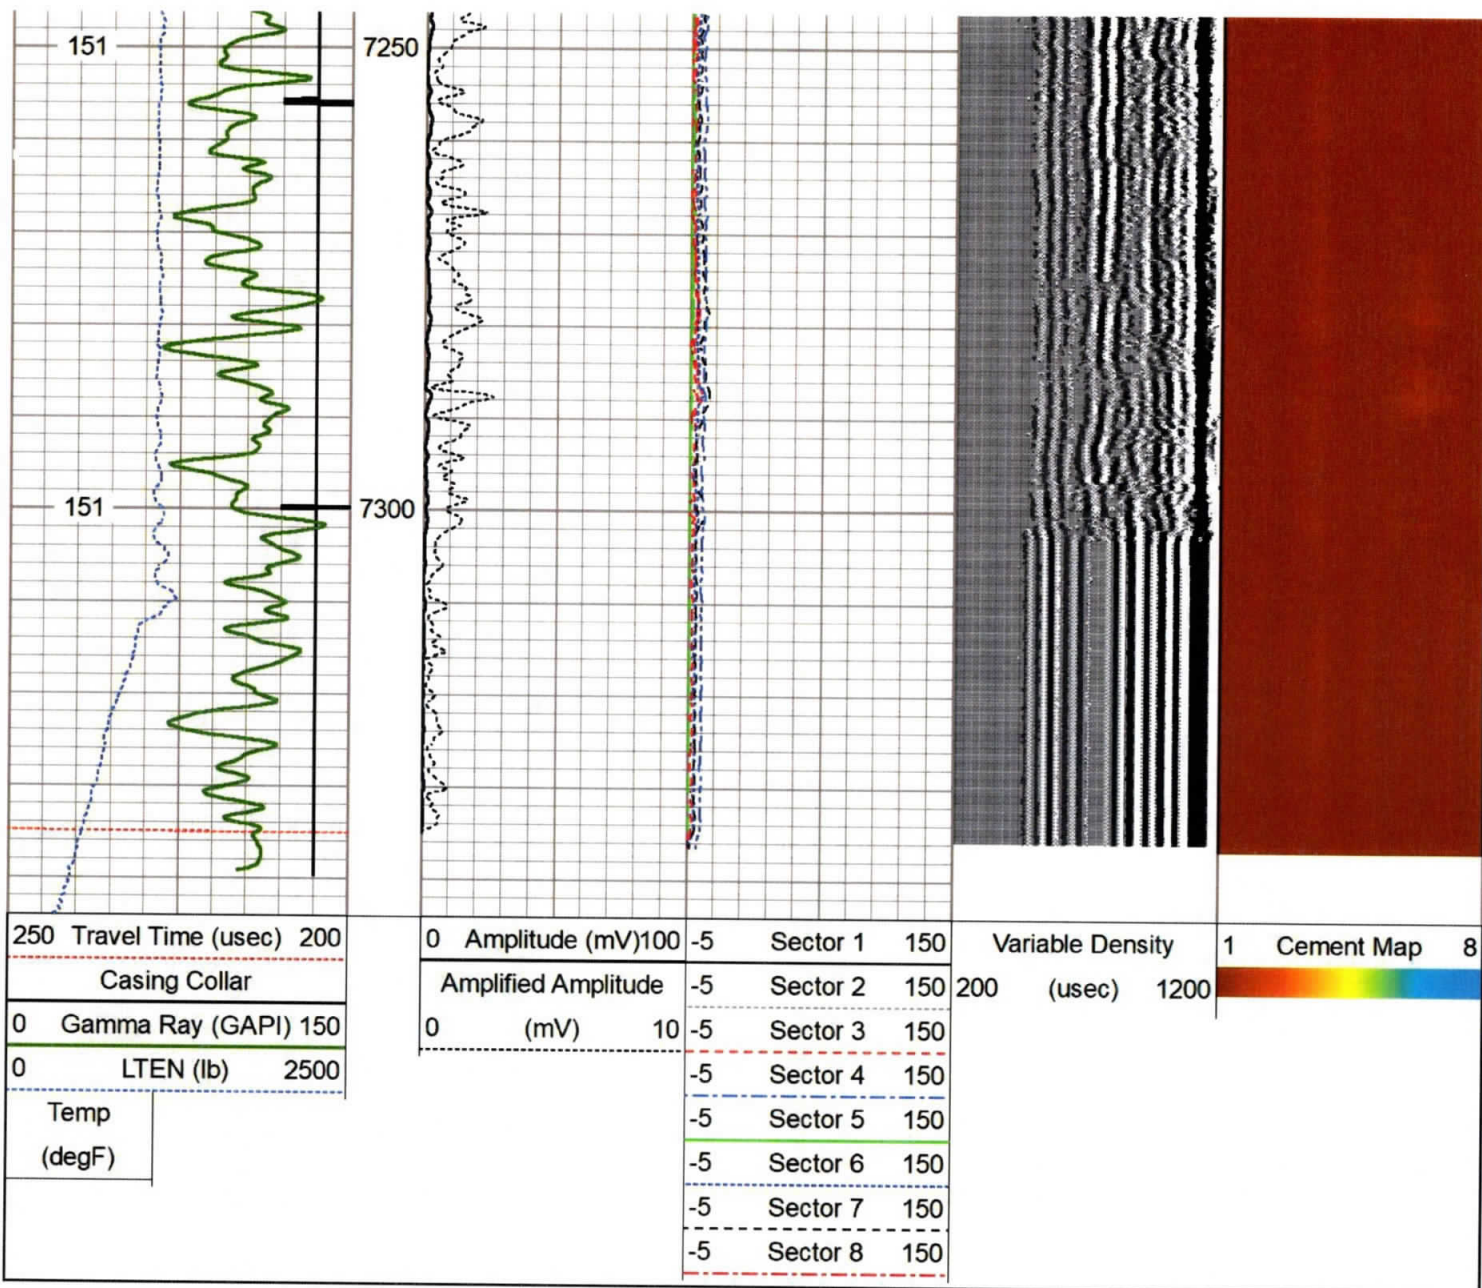 151
7250
151
7300
250 Travel Time (usec) 200
Casing Collar
0 Gamma Ray (GAPI) 150
0 LTEN (lb) 2500
Temp
(degF)
0 Amplitude (mV) 100
Amplified Amplitude
0 (mV) 10
-5 Sector 1 150
-5 Sector 2 150
-5 Sector 3 150
-5 Sector 4 150
-5 Sector 5 150
-5 Sector 6 150
-5 Sector 7 150
-5 Sector 8 150
Variable Density
200 (usec) 1200
1 Cement Map 8